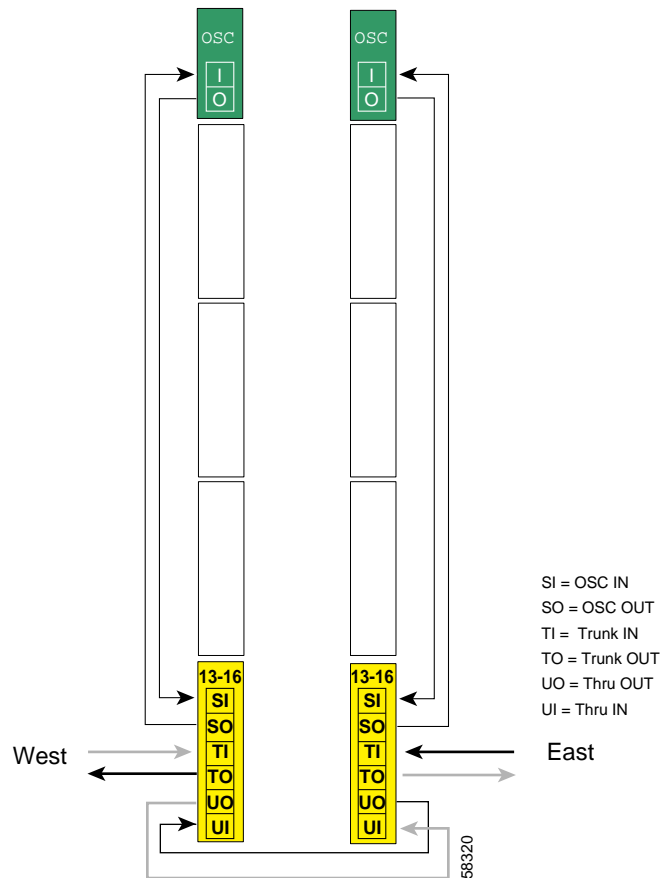 OSC
I
O
OSC
I
O
13-16
SI
SO
TI
TO
UO
UI
13-16
SI
SO
TI
TO
UO
UI
West
East
SI = OSC IN
SO = OSC OUT
TI = Trunk IN
TO = Trunk OUT
UO = Thru OUT
UI = Thru IN
58320